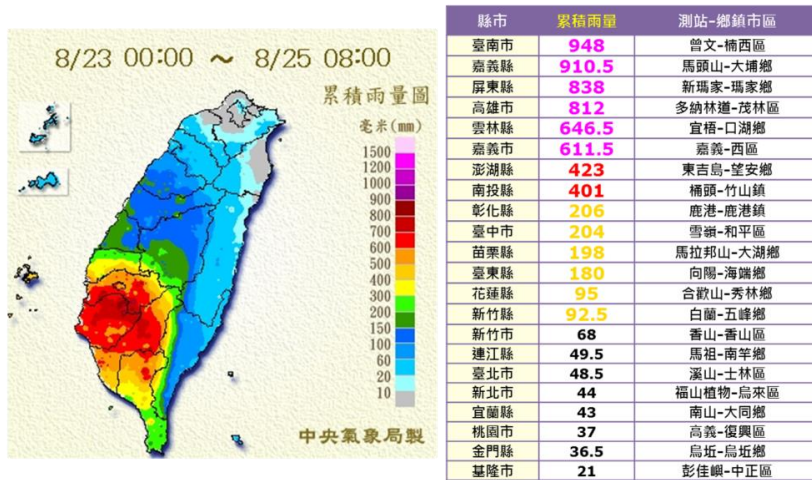 8/23 00:00 ～ 8/25 08:00
累積雨量圖
毫米(mm)
1500
1200
1000
900
800
700
600
500
400
300
200
150
100
60
20
10
中央氣象局製
縣市 累積雨量 測站-鄉鎮市區
臺南市 948 曾文-楠西區
嘉義縣 910.5 馬頭山-大埔鄉
屏東縣 838 新瑪家-瑪家鄉
高雄市 812 多納林道-茂林區
雲林縣 646.5 宜梧-口湖鄉
嘉義市 611.5 嘉義-西區
澎湖縣 423 東吉島-望安鄉
南投縣 401 桶頭-竹山鎮
彰化縣 206 鹿港-鹿港鎮
臺中市 204 雪嶺-和平區
苗栗縣 198 馬拉邦山-大湖鄉
臺東縣 180 向陽-海端鄉
花蓮縣 95 合歡山-秀林鄉
新竹縣 92.5 白蘭-五峰鄉
新竹市 68 香山-香山區
連江縣 49.5 馬祖-南竿鄉
臺北市 48.5 溪山-士林區
新北市 44 福山植物-烏來區
宜蘭縣 43 南山-大同鄉
桃園市 37 高義-復興區
金門縣 36.5 烏坵-烏坵鄉
基隆市 21 彭佳嶼-中正區